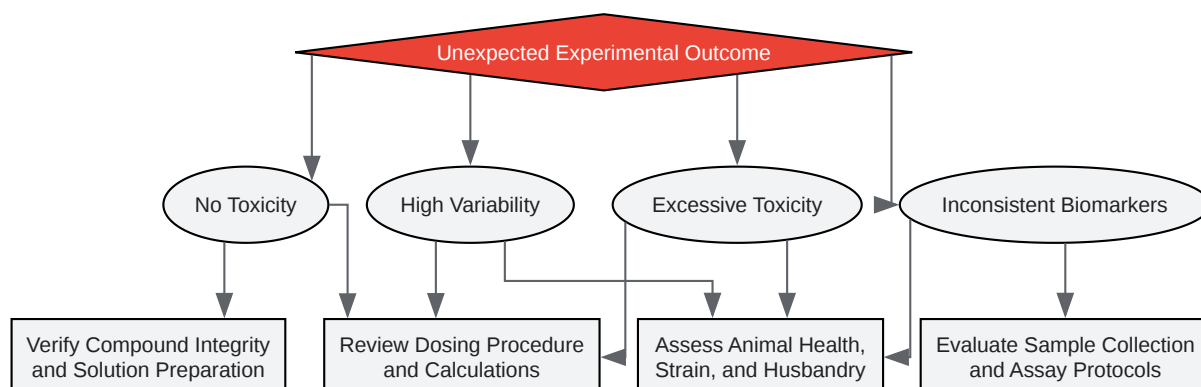 Unexpected Experimental Outcome
No Toxicity
High Variability
Excessive Toxicity
Inconsistent Biomarkers
Verify Compound Integrity
and Solution Preparation
Review Dosing Procedure
and Calculations
Assess Animal Health,
Strain, and Husbandry
Evaluate Sample Collection
and Assay Protocols